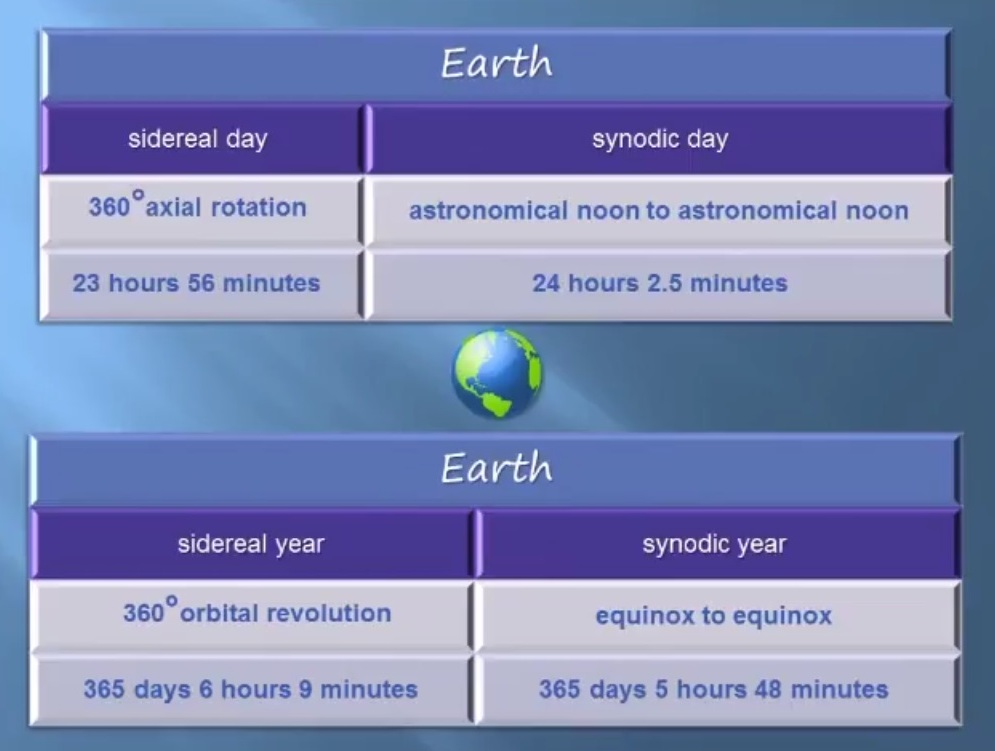 Earth
sidereal day
synodic day
360° axial rotation
astronomical noon to astronomical noon
23 hours 56 minutes
24 hours 2.5 minutes
Earth
sidereal year
synodic year
360° orbital revolution
equinox to equinox
365 days 6 hours 9 minutes
365 days 5 hours 48 minutes